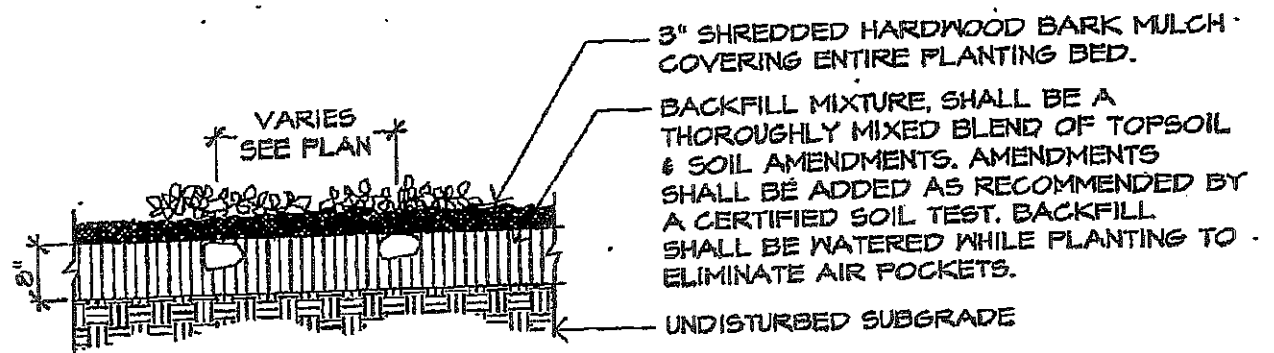 3" SHREDDED HARDWOOD BARK MULCH
COVERING ENTIRE PLANTING BED.
VARIES
SEE PLAN
BACKFILL MIXTURE, SHALL BE A
THOROUGHLY MIXED BLEND OF TOPSOIL
& SOIL AMENDMENTS. AMENDMENTS
SHALL BE ADDED AS RECOMMENDED BY
A CERTIFIED SOIL TEST. BACKFILL
SHALL BE WATERED WHILE PLANTING TO
ELIMINATE AIR POCKETS.
8"
UNDISTURBED SUBGRADE